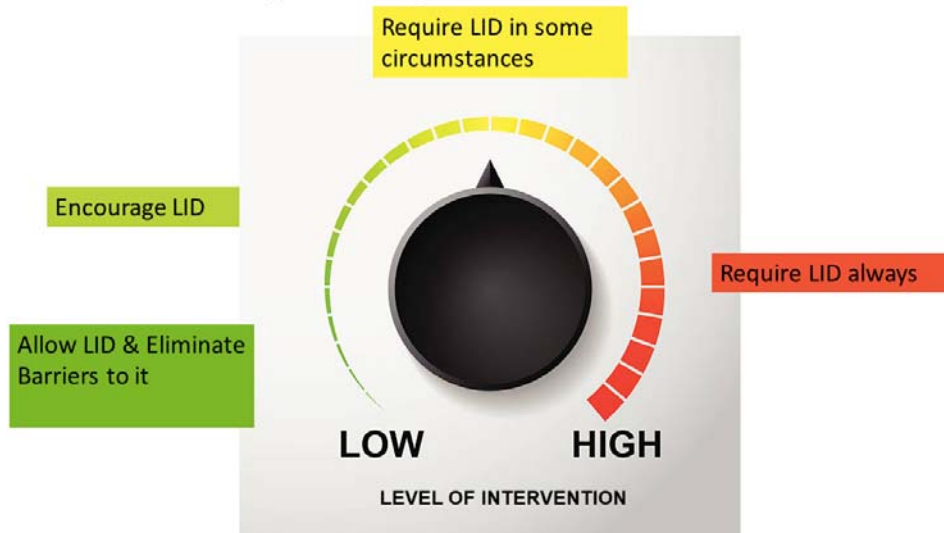 Require LID in some
circumstances
Encourage LID
Require LID always
Allow LID & Eliminate
Barriers to it
LOW
HIGH
LEVEL OF INTERVENTION